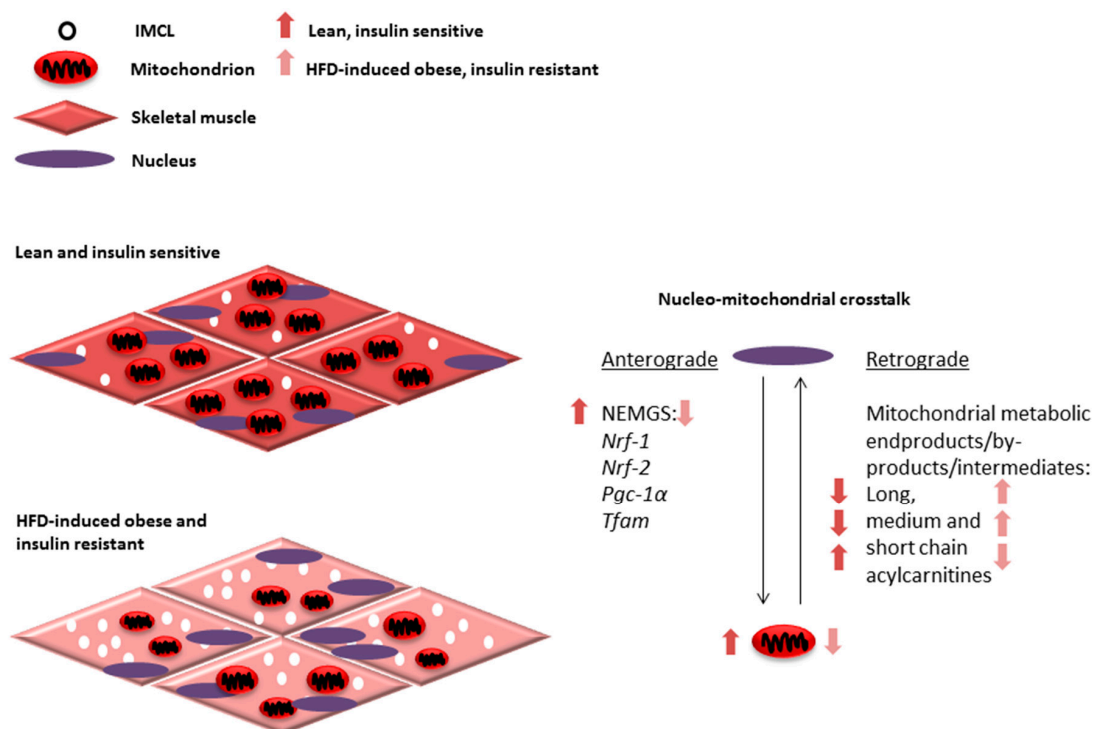 IMCL
Lean, insulin sensitive
Mitochondrion
HFD-induced obese, insulin resistant
Skeletal muscle
Nucleus
Lean and insulin sensitive
HFD-induced obese and
insulin resistant
Nucleo-mitochondrial crosstalk
Anterograde
NEMGS:
Nrf-1
Nrf-2
Pgc-1α
Tfam
Retrograde
Mitochondrial metabolic
endproducts/by-
products/intermediates:
Long,
medium and
short chain
acylcarnitines